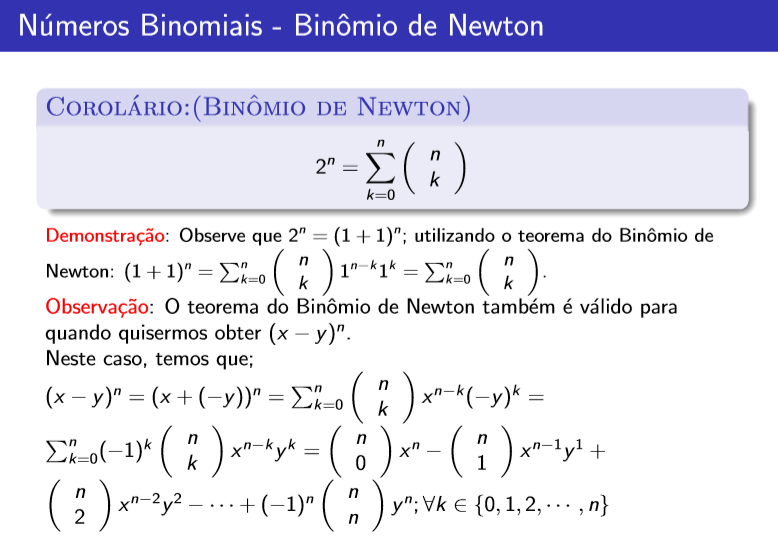 Números Binomiais - Binômio de Newton
Corolário:(Binômio de Newton)
$2^n = \sum_{k=0}^{n} \binom{n}{k}$
Demonstração: Observe que $2^n = (1 + 1)^n$; utilizando o teorema do Binômio de
Newton: $(1 + 1)^n = \sum_{k=0}^{n} \binom{n}{k} 1^{n-k} 1^k = \sum_{k=0}^{n} \binom{n}{k}$.
Observação: O teorema do Binômio de Newton também é válido para
quando quisermos obter $(x - y)^n$.
Neste caso, temos que;
$(x - y)^n = (x + (-y))^n = \sum_{k=0}^{n} \binom{n}{k} x^{n-k} (-y)^k =$
$\sum_{k=0}^{n} (-1)^k \binom{n}{k} x^{n-k} y^k = \binom{n}{0} x^n - \binom{n}{1} x^{n-1} y^1 +$
$\binom{n}{2} x^{n-2} y^2 - \cdots + (-1)^n \binom{n}{n} y^n; \forall k \in \{0, 1, 2, \cdots, n\}$